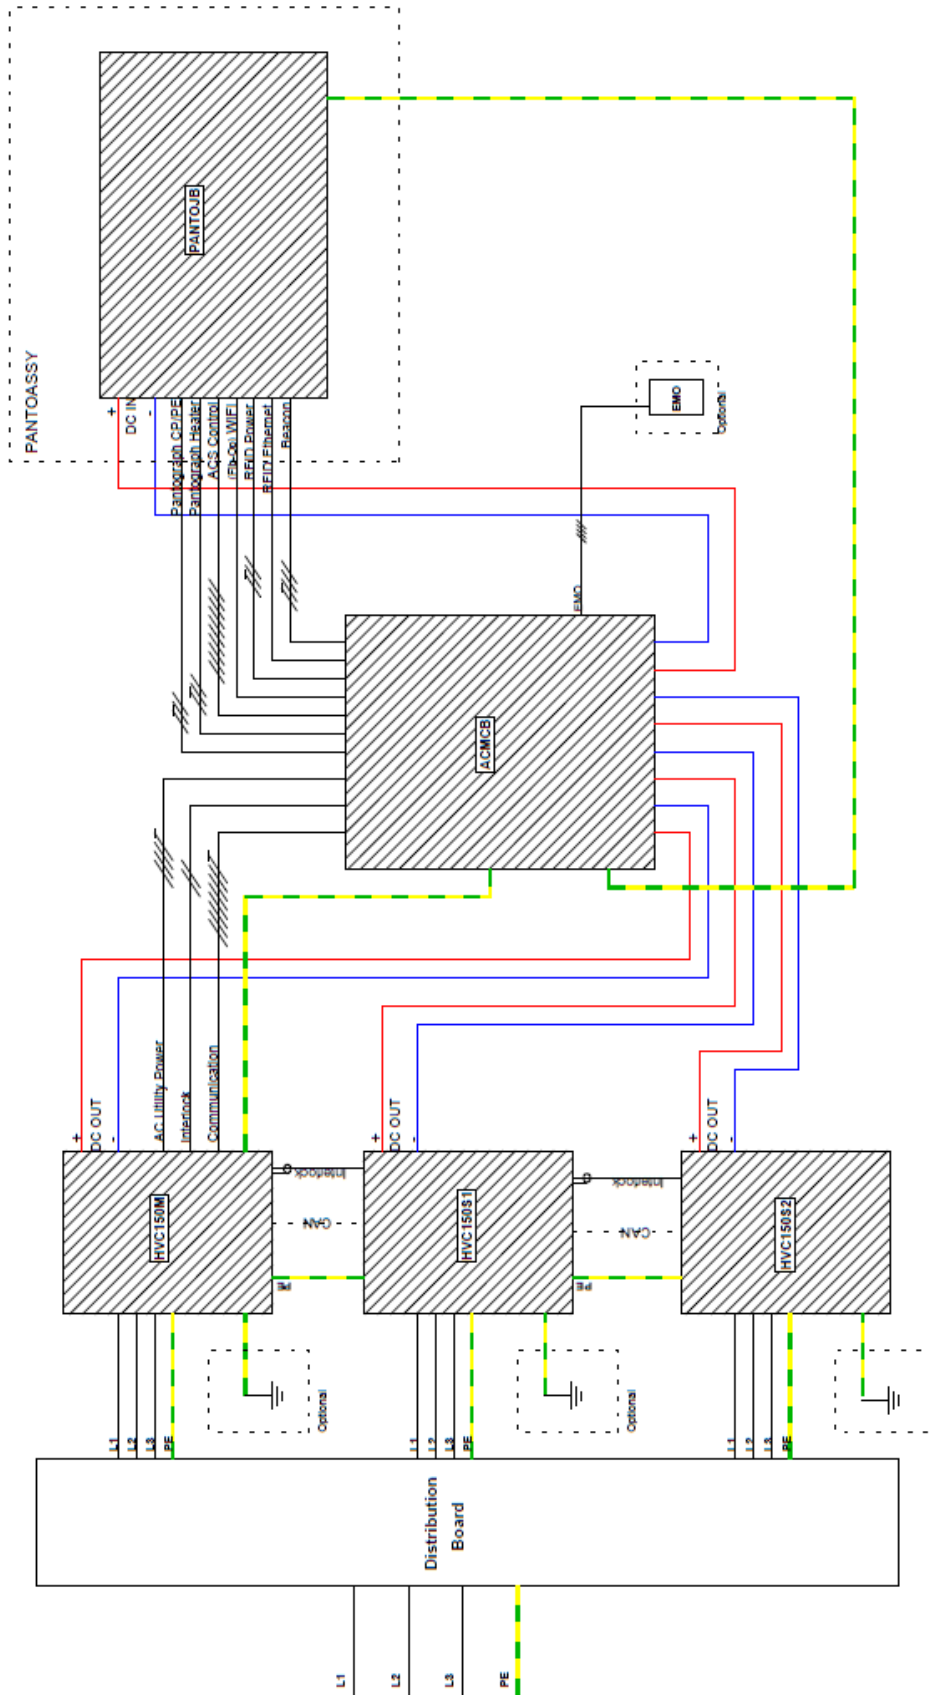 PANTOASSY
PANTOJB
+
DC IN
-
Pantograph CP/PE
Pantograph Heater
ACS Control
(Fib-Op) WIFI
RFID Power
RFID Ethernet
Beacon
EMO
Optional
EMO
ACMCB
+
DC OUT
-
AC Utility Power
Interlock
Communication
+
DC OUT
-
+
DC OUT
-
HVC150M
Interlock
CAN
PE
HVC150S1
Interlock
CAN
PE
HVC150S2
Optional
Optional
L1
L2
L3
PE
L1
L2
L3
PE
L1
L2
L3
PE
Distribution
Board
L1
L2
L3
PE